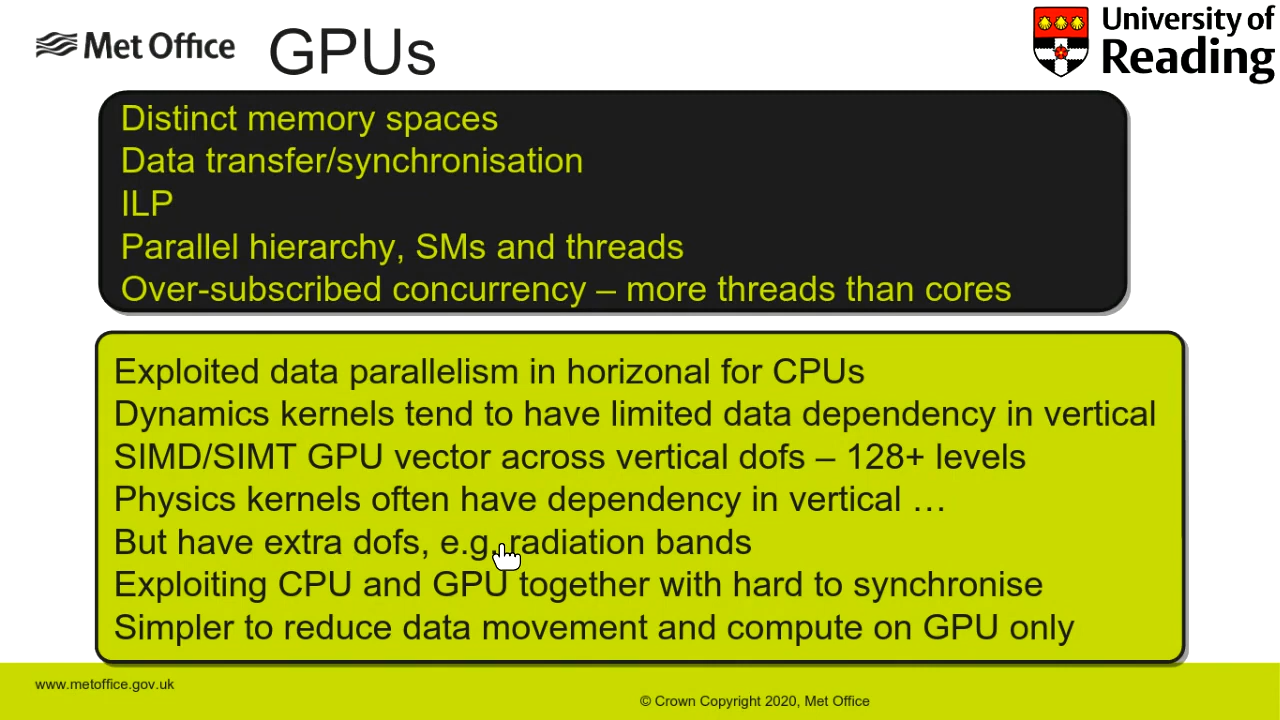 Met Office
GPUs
University of
Reading
Distinct memory spaces
Data transfer/synchronisation
ILP
Parallel hierarchy, SMs and threads
Over-subscribed concurrency – more threads than cores
Exploited data parallelism in horizonal for CPUs
Dynamics kernels tend to have limited data dependency in vertical
SIMD/SIMT GPU vector across vertical dofs – 128+ levels
Physics kernels often have dependency in vertical …
But have extra dofs, e.g. radiation bands
Exploiting CPU and GPU together with hard to synchronise
Simpler to reduce data movement and compute on GPU only
www.metoffice.gov.uk
© Crown Copyright 2020, Met Office